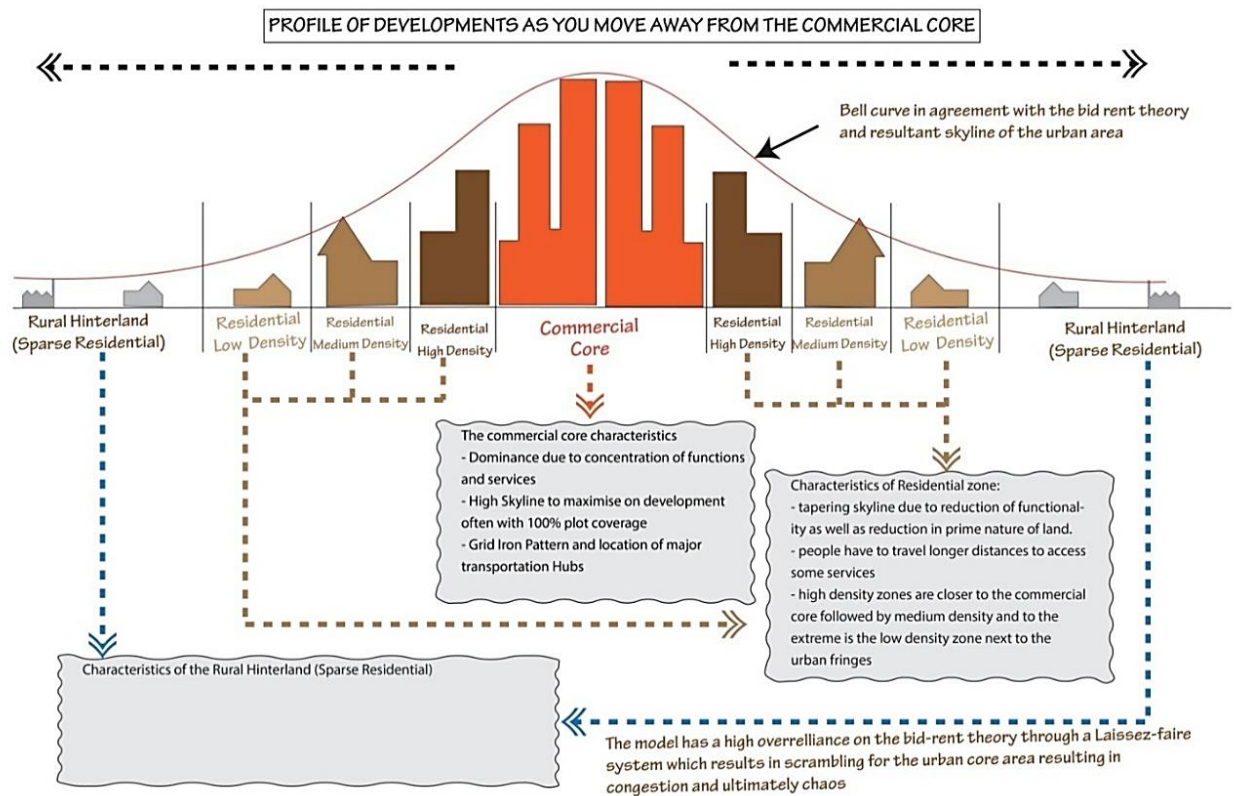 PROFILE OF DEVELOPMENTS AS YOU MOVE AWAY FROM THE COMMERCIAL CORE
Bell curve in agreement with the bid rent theory
and resultant skyline of the urban area
Rural Hinterland
(Sparse Residential)
Residential
Low Density
Residential
Medium Density
Residential
High Density
Commercial
Core
Residential
High Density
Residential
Medium Density
Residential
Low Density
Rural Hinterland
(Sparse Residential)
The commercial core characteristics
- Dominance due to concentration of functions
and services
- High Skyline to maximise on development
often with 100% plot coverage
- Grid Iron Pattern and location of major
transportation Hubs
Characteristics of Residential zone:
- tapering skyline due to reduction of functional-
ity as well as reduction in prime nature of land.
- people have to travel longer distances to access
some services
- high density zones are closer to the commercial
core followed by medium density and to the
extreme is the low density zone next to the
urban fringes
Characteristics of the Rural Hinterland (Sparse Residential)
The model has a high overrelliance on the bid-rent theory through a Laissez-faire
system which results in scrambling for the urban core area resulting in
congestion and ultimately chaos